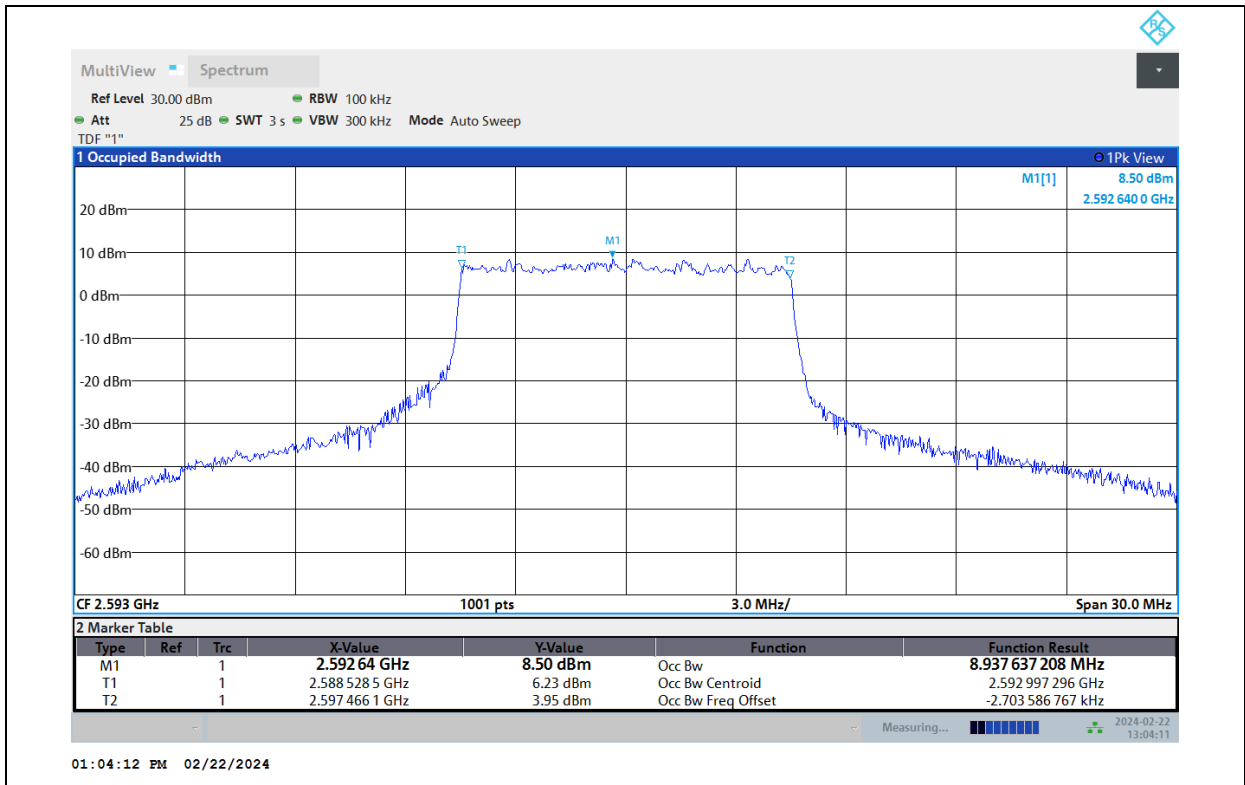 R&S
MultiView Spectrum
Ref Level 30.00 dBm RBW 100 kHz
Att 25 dB SWT 3 s VBW 300 kHz Mode Auto Sweep
TDF "1"
1 Occupied Bandwidth 1Pk View
M1[1] 8.50 dBm
2.592 640 0 GHz
20 dBm
M1
T1
10 dBm
T2
0 dBm
-10 dBm
-20 dBm
-30 dBm
-40 dBm
-50 dBm
-60 dBm
CF 2.593 GHz 1001 pts 3.0 MHz/ Span 30.0 MHz
2 Marker Table
Type Ref Trc X-Value Y-Value Function Function Result
M1 1 2.592 64 GHz 8.50 dBm Occ Bw 8.937 637 208 MHz
T1 1 2.588 528 5 GHz 6.23 dBm Occ Bw Centroid 2.592 997 296 GHz
T2 1 2.597 466 1 GHz 3.95 dBm Occ Bw Freq Offset -2.703 586 767 kHz
Measuring... 2024-02-22
13:04:11
01:04:12 PM 02/22/2024